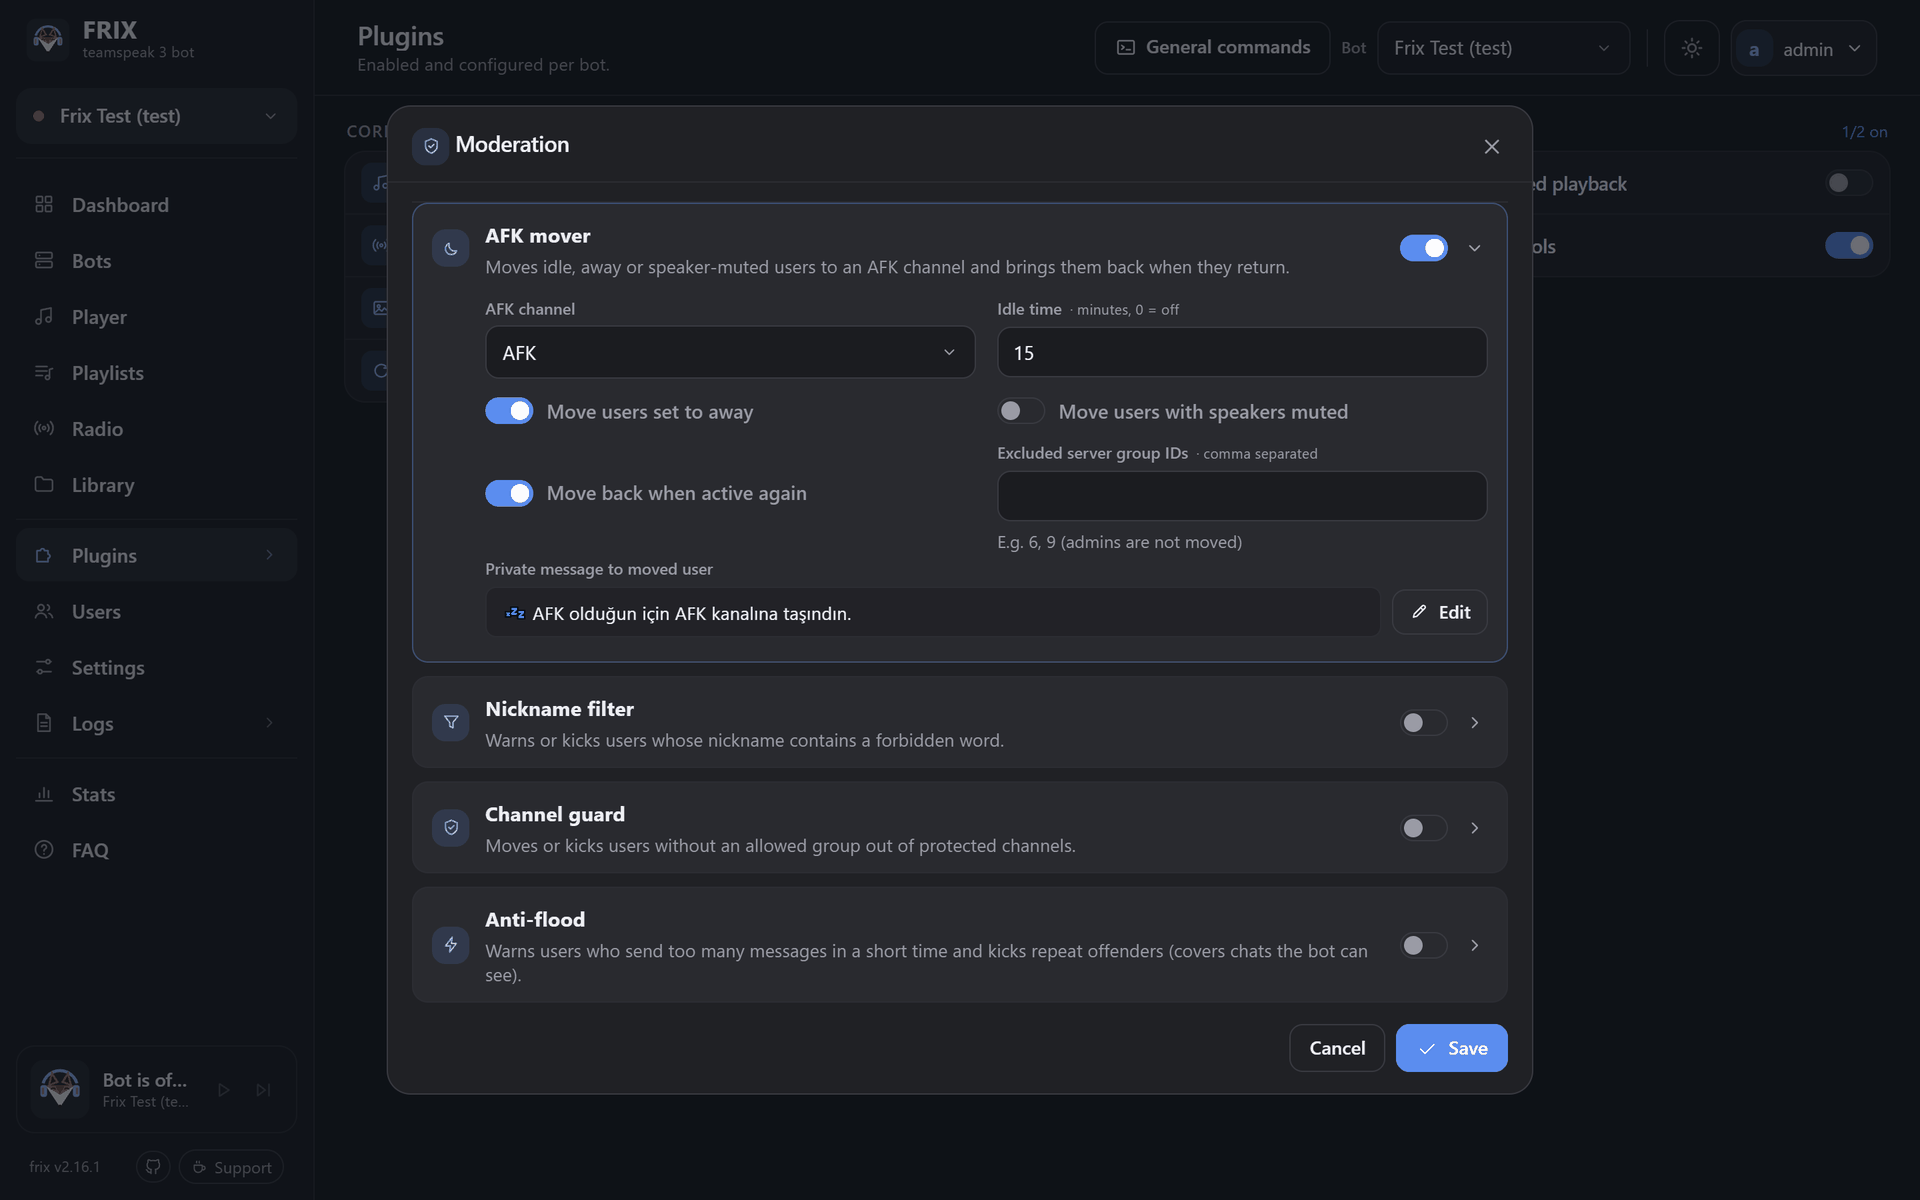 FRIX
teamspeak 3 bot
Frix Test (test)
Dashboard
Bots
Player
Playlists
Radio
Library
Plugins
Users
Settings
Logs
Stats
FAQ
Bot is of...
Frix Test (te...
frix v2.16.1
Support
Plugins
Enabled and configured per bot.
General commands
Bot
Frix Test (test)
a
admin
1/2 on
ed playback
ols
Moderation
AFK mover
Moves idle, away or speaker-muted users to an AFK channel and brings them back when they return.
AFK channel
AFK
Idle time · minutes, 0 = off
15
Move users set to away
Move users with speakers muted
Move back when active again
Excluded server group IDs · comma separated
E.g. 6, 9 (admins are not moved)
Private message to moved user
💤 AFK olduğun için AFK kanalına taşındın.
Edit
Nickname filter
Warns or kicks users whose nickname contains a forbidden word.
Channel guard
Moves or kicks users without an allowed group out of protected channels.
Anti-flood
Warns users who send too many messages in a short time and kicks repeat offenders (covers chats the bot can
see).
Cancel
Save